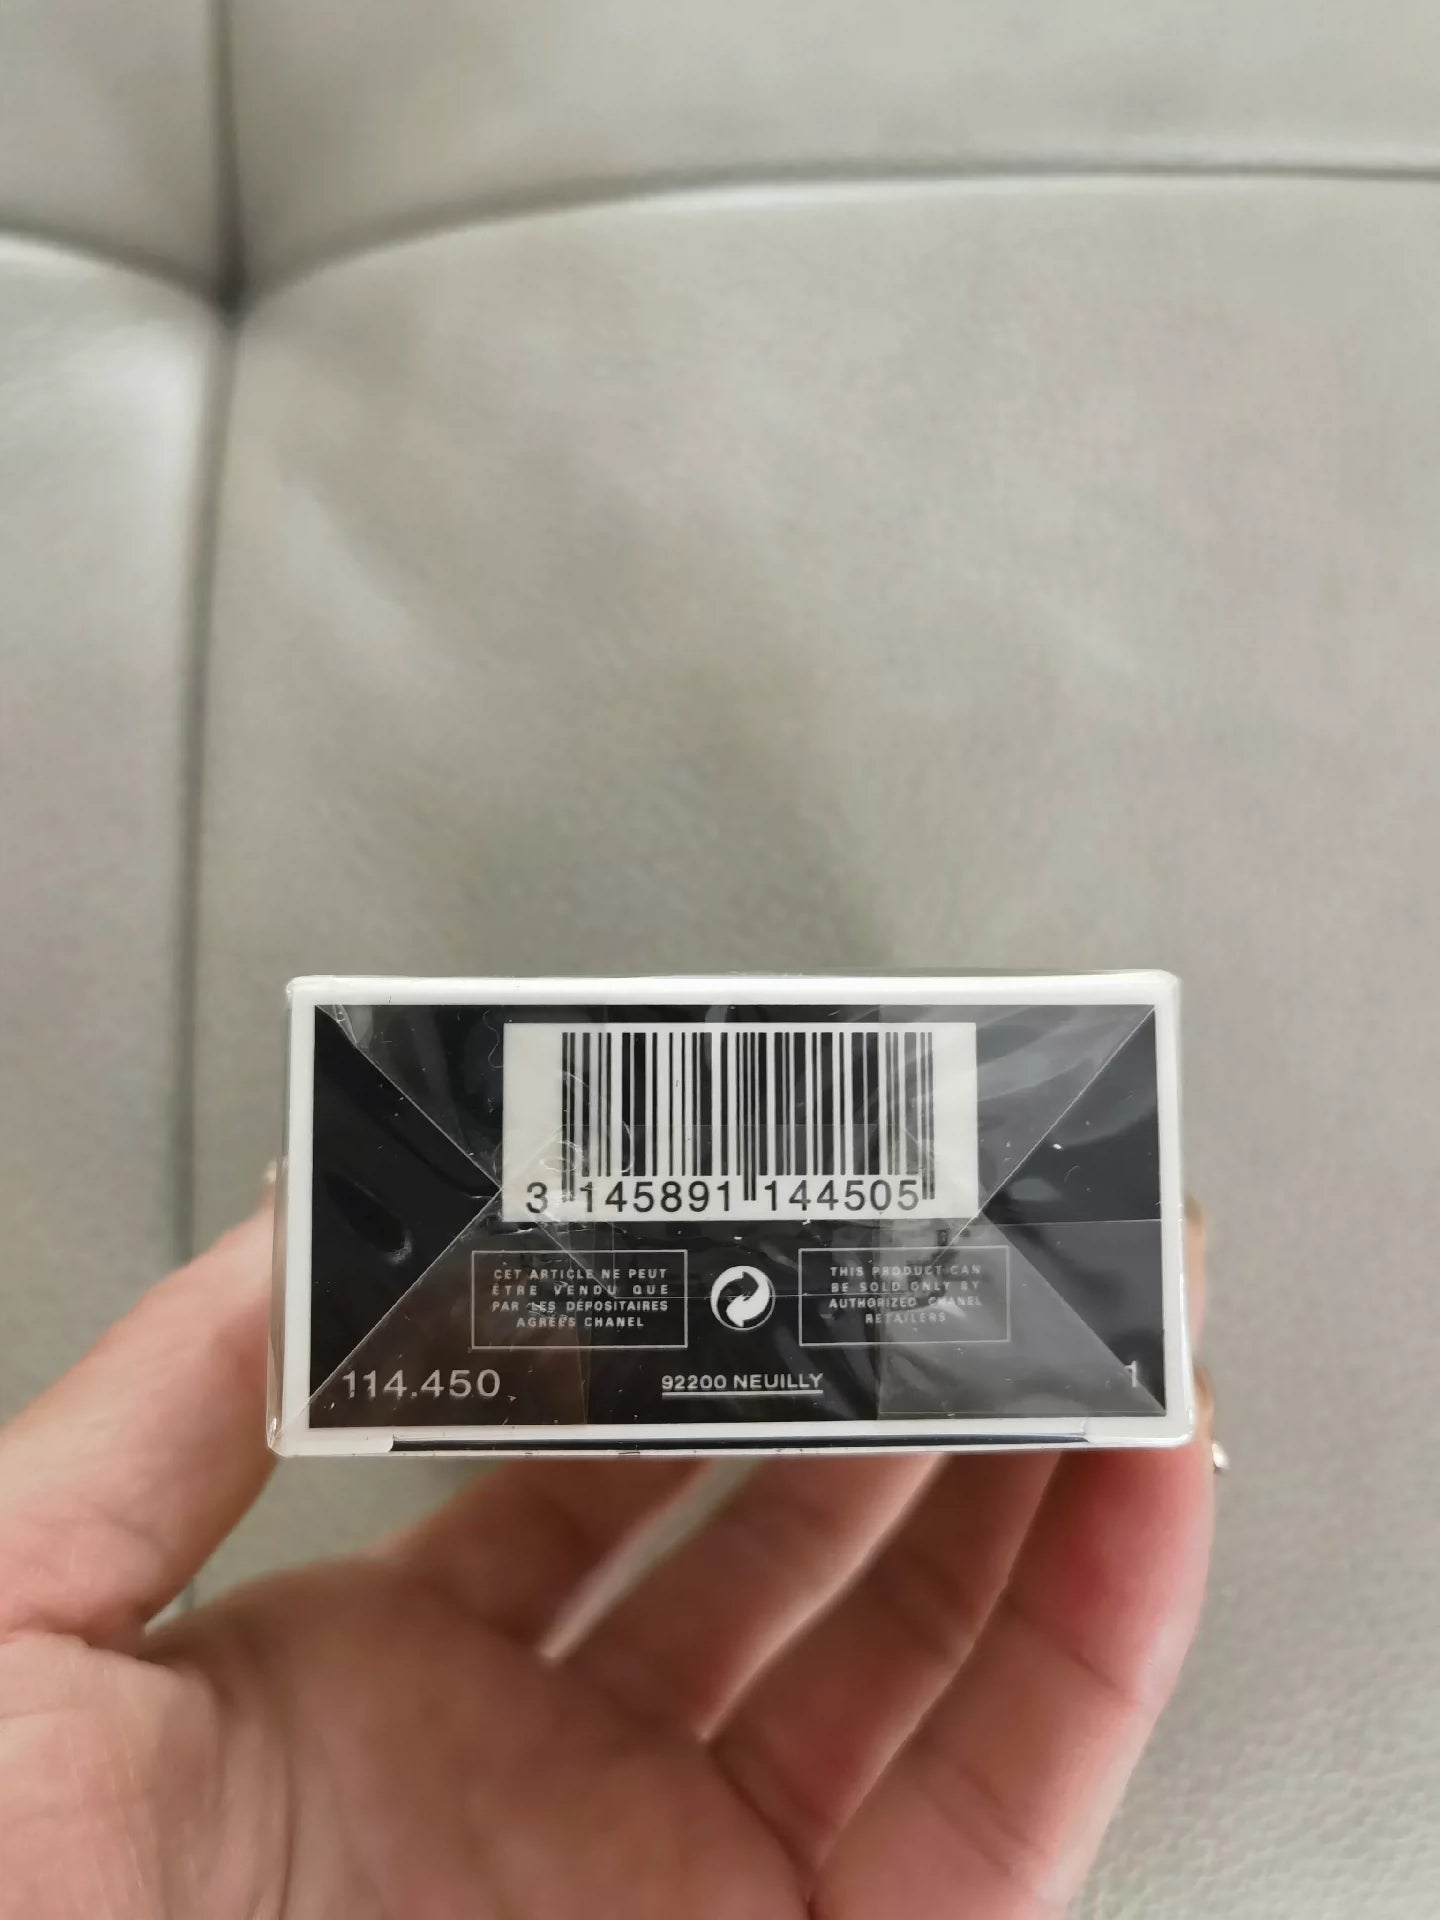 3 145891 144505
CET ARTICLE NE PEUT
ÊTRE VENDU QUE
PAR LES DÉPOSITAIRES
AGRÉÉS CHANEL
THIS PRODUCT CAN
BE SOLD ONLY BY
AUTHORIZED CHANEL
RETAILERS
114.450
92200 NEUILLY
1